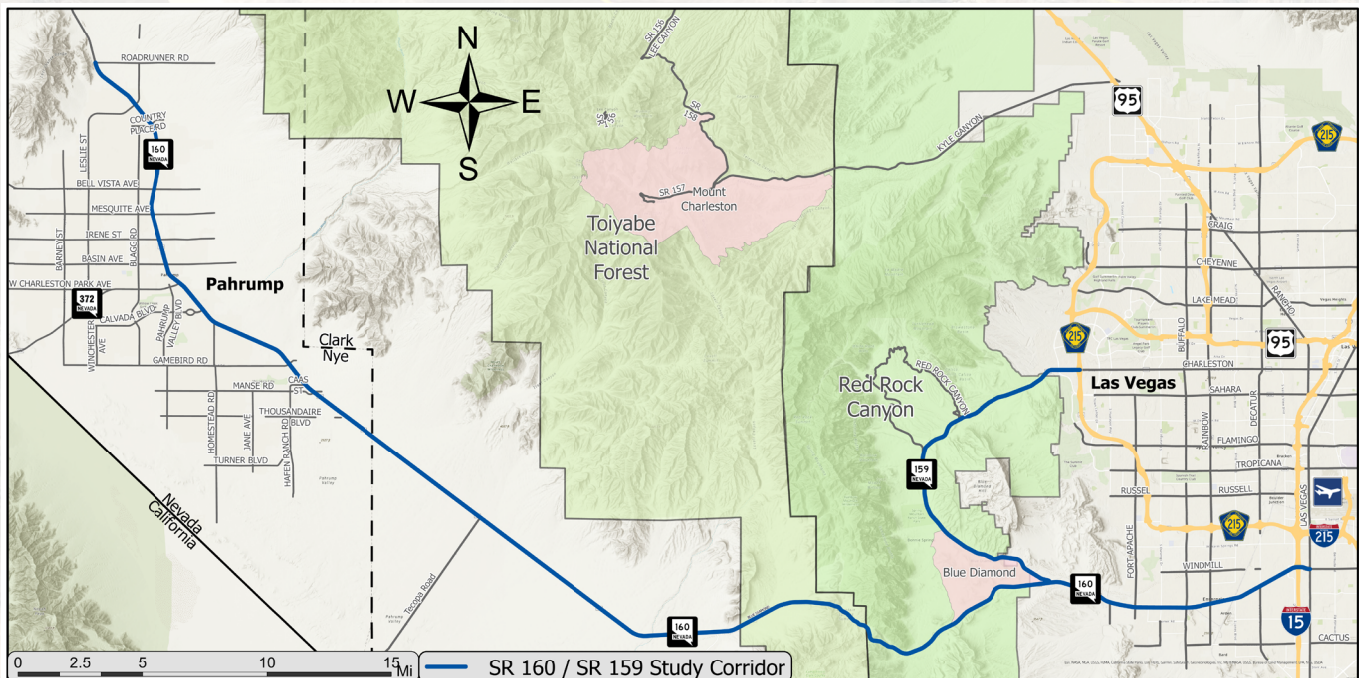 ROADRUNNER RD
COUNTRY
PLACE RD
LESLIE ST
160
NEVADA
BELL VISTA AVE
MESQUITE AVE
BARNEY ST
IRENE ST
BLAGG RD
BASIN AVE
W CHARLESTON PARK AVE
Pahrump
372
NEVADA
CALVADA BLVD
PAHRUMP
VALLEY BLVD
WINCHESTER
AVE
GAMEBIRD RD
MANSE RD
CAAS
ST
HOMESTEAD RD
JANE AVE
THOUSANDAIRE
BLVD
HAFEN RANCH RD
TURNER BLVD
Clark
Nye
Nevada
California
Tecopa Road
N
W
E
S
SR 156
LEE CANYON
SR
158
SR
156
SR 157
Mount
Charleston
KYLE CANYON
Toiyabe
National
Forest
95
215
CRAIG
CHEYENNE
LAKE MEAD
RANCHO
BUFFALO
95
215
CHARLESTON
Las Vegas
SAHARA
DECATUR
RAINBOW
FLAMINGO
TROPICANA
RUSSEL
RUSSELL
LAS VEGAS
215
215
FORT APACHE
WINDMILL
15
CACTUS
Red Rock
Canyon
RED ROCK CANYON
159
NEVADA
Blue Diamond
160
NEVADA
160
NEVADA
0 2.5 5 10 15 Mi
SR 160 / SR 159 Study Corridor